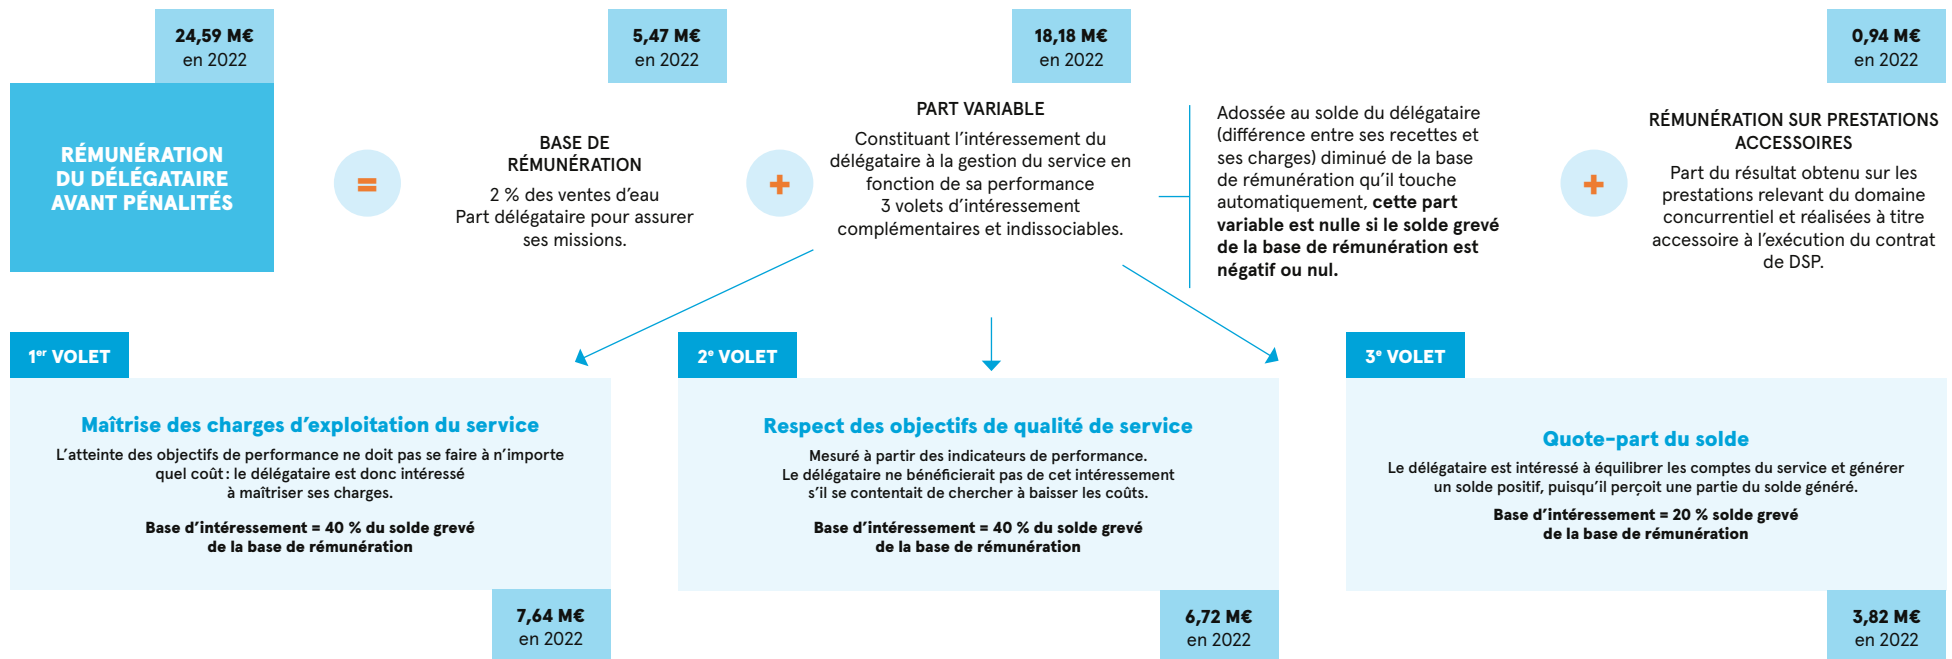 24,59 M€
en 2022
RÉMUNÉRATION
DU DÉLÉGATAIRE
AVANT PÉNALITÉS
=
5,47 M€
en 2022
BASE DE
RÉMUNÉRATION
2 % des ventes d’eau
Part délégataire pour assurer
ses missions.
+
18,18 M€
en 2022
PART VARIABLE
Constituant l’intéressement du
délégataire à la gestion du service en
fonction de sa performance
3 volets d’intéressement
complémentaires et indissociables.
Adossée au solde du délégataire
(différence entre ses recettes et
ses charges) diminué de la base
de rémunération qu’il touche
automatiquement, cette part
variable est nulle si le solde grevé
de la base de rémunération est
négatif ou nul.
+
0,94 M€
en 2022
RÉMUNÉRATION SUR PRESTATIONS
ACCESSOIRES
Part du résultat obtenu sur les
prestations relevant du domaine
concurrentiel et réalisées à titre
accessoire à l’exécution du contrat
de DSP.
1er VOLET
Maîtrise des charges d’exploitation du service
L’atteinte des objectifs de performance ne doit pas se faire à n’importe
quel coût : le délégataire est donc intéressé
à maîtriser ses charges.
Base d’intéressement = 40 % du solde grevé
de la base de rémunération
7,64 M€
en 2022
2e VOLET
Respect des objectifs de qualité de service
Mesuré à partir des indicateurs de performance.
Le délégataire ne bénéficierait pas de cet intéressement
s’il se contentait de chercher à baisser les coûts.
Base d’intéressement = 40 % du solde grevé
de la base de rémunération
6,72 M€
en 2022
3e VOLET
Quote-part du solde
Le délégataire est intéressé à équilibrer les comptes du service et générer
un solde positif, puisqu’il perçoit une partie du solde généré.
Base d’intéressement = 20 % solde grevé
de la base de rémunération
3,82 M€
en 2022